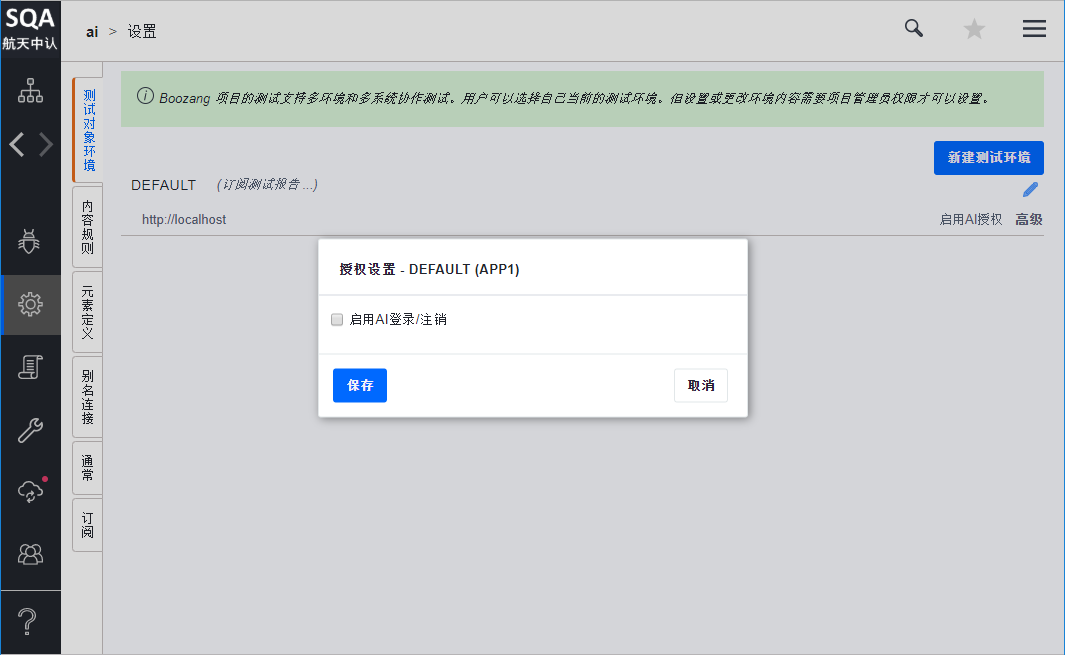 SQA
航天中认
ai > 设置
测试对象环境
内容规则
元素定义
别名连接
通常
订阅
Boozang 项目的测试支持多环境和多系统协作测试。用户可以选择自己当前的测试环境。但设置或更改环境内容需要项目管理员权限才可以设置。
新建测试环境
DEFAULT (订阅测试报告 ...)
http://localhost 启用AI授权 高级
授权设置 - DEFAULT (APP1)
启用AI登录/注销
保存 取消